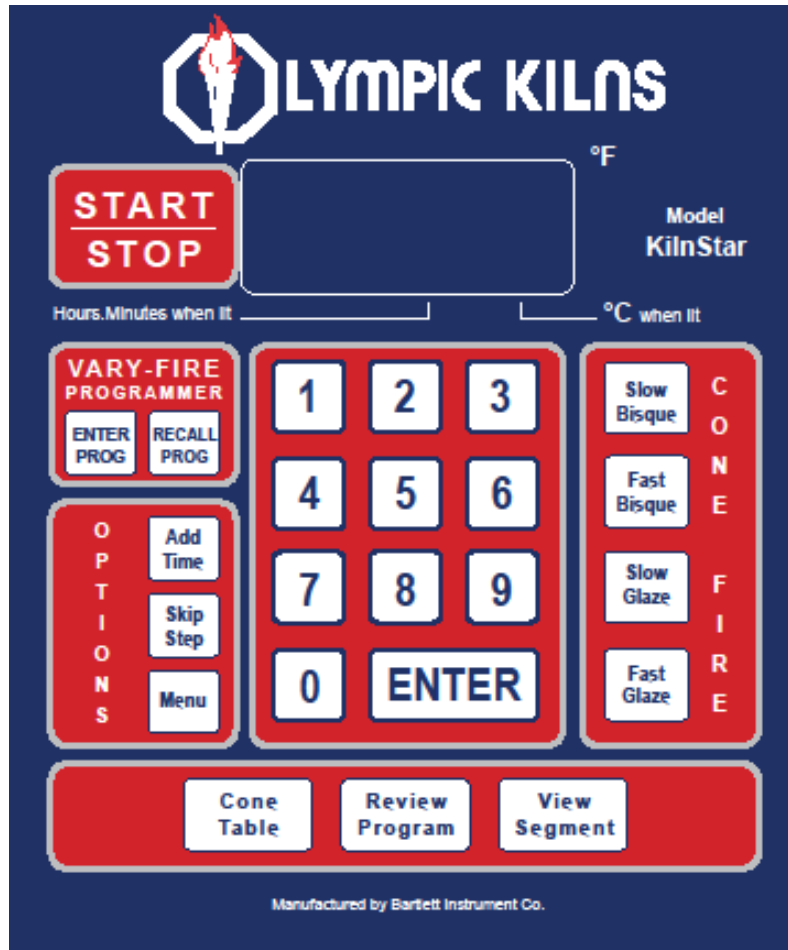 OLYMPIC KILNS
°F
START
STOP
Model
KilnStar
Hours.Minutes when lit
°C when lit
VARY-FIRE
PROGRAMMER
ENTER
PROG
RECALL
PROG
OPTIONS
Add
Time
Skip
Step
Menu
1 2 3
4 5 6
7 8 9
0 ENTER
Slow
Bisque
Fast
Bisque
Slow
Glaze
Fast
Glaze
CONE FIRE
Cone
Table
Review
Program
View
Segment
Manufactured by Bartlett Instrument Co.